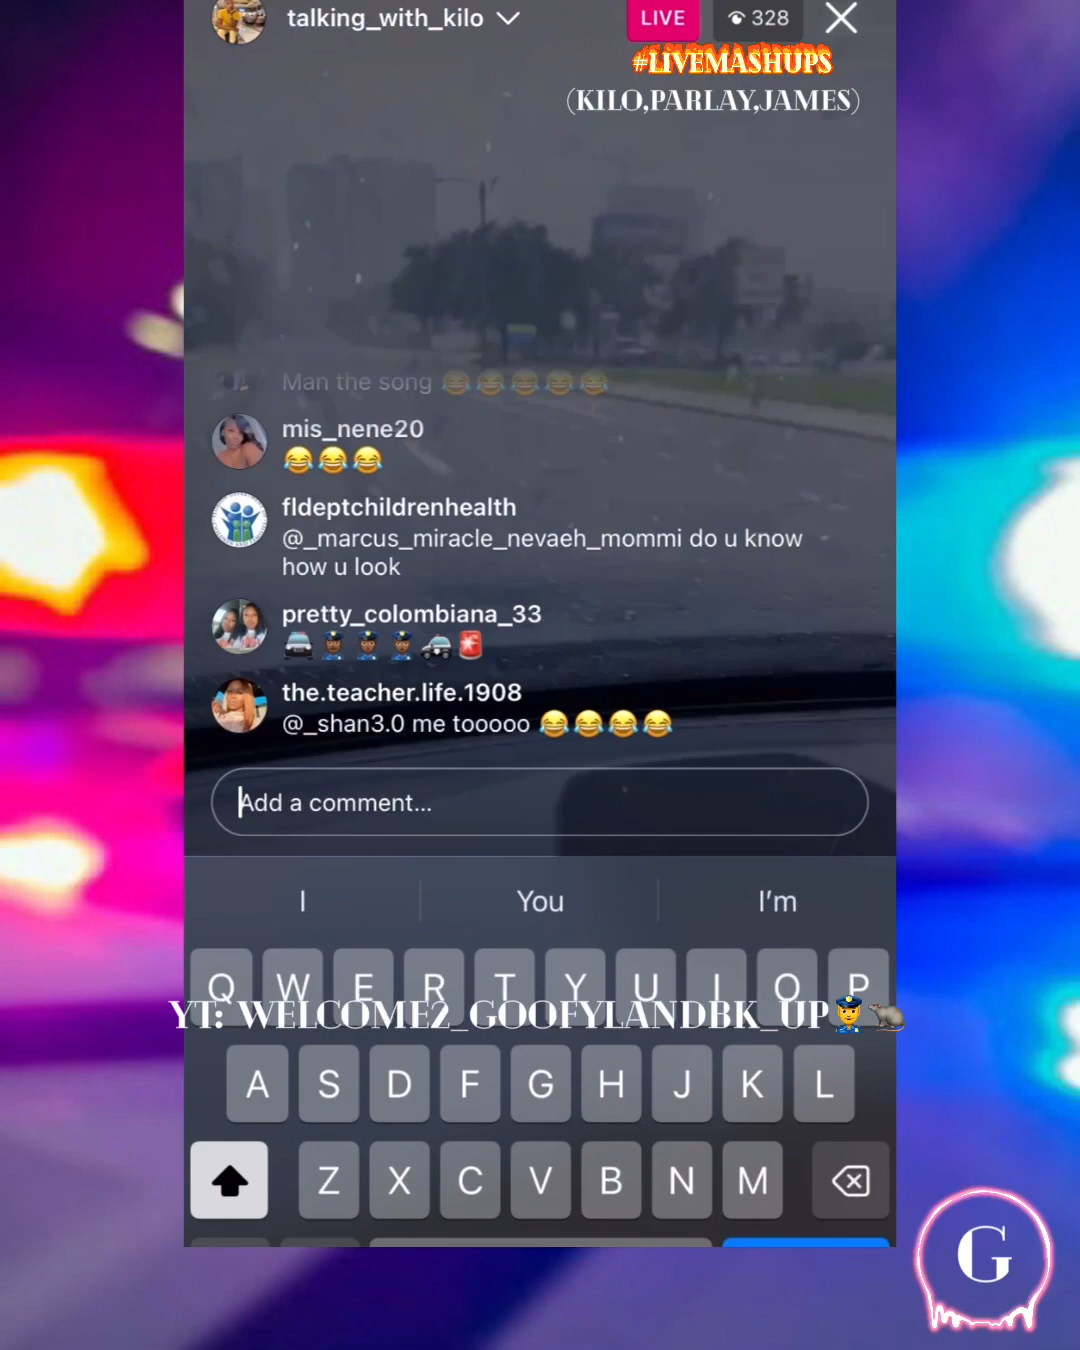 talking_with_kilo
LIVE
328
#LIVEMASHUPS
(KILO,PARLAY,JAMES)
Man the song 😂😂😂😂😂
mis_nene20
😂😂😂
fldeptchildrenhealth
@_marcus_miracle_nevaeh_mommi do u know
how u look
pretty_colombiana_33
🚔👮🏾‍♂️👮🏾‍♂️👮🏾‍♂️🚓🚨
the.teacher.life.1908
@_shan3.0 me tooooo 😂😂😂😂
Add a comment...
I You I'm
Q W E R T Y U I O P
YT: WELCOME2_GOOFYLANDBK_UP👮‍♂️🐀
A S D F G H J K L
Z X C V B N M
G